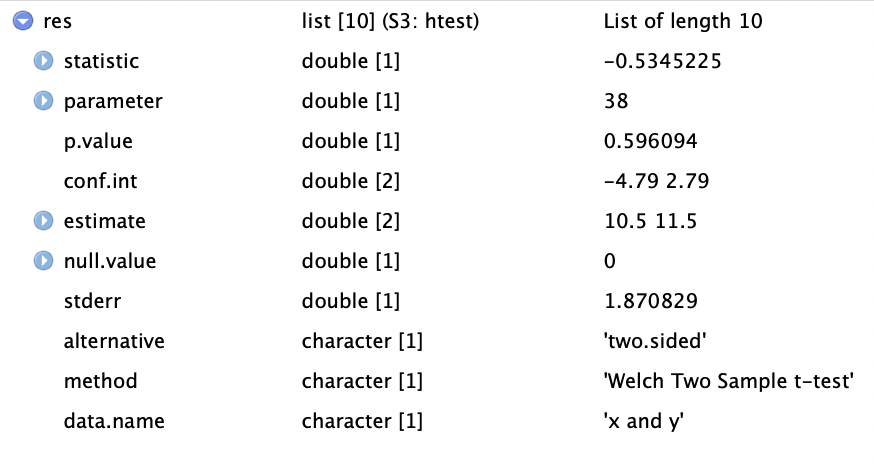 res list [10] (S3: htest) List of length 10
statistic double [1] -0.5345225
parameter double [1] 38
p.value double [1] 0.596094
conf.int double [2] -4.79 2.79
estimate double [2] 10.5 11.5
null.value double [1] 0
stderr double [1] 1.870829
alternative character [1] 'two.sided'
method character [1] 'Welch Two Sample t-test'
data.name character [1] 'x and y'